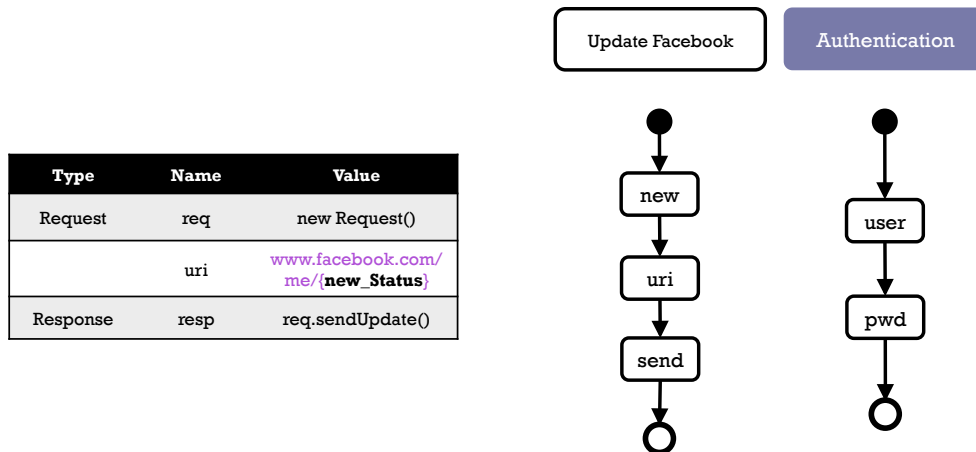 Update Facebook
Authentication
Type Name Value
Request req new Request()
uri www.facebook.com/
me/{new_Status}
Response resp req.sendUpdate()
new
uri
send
user
pwd